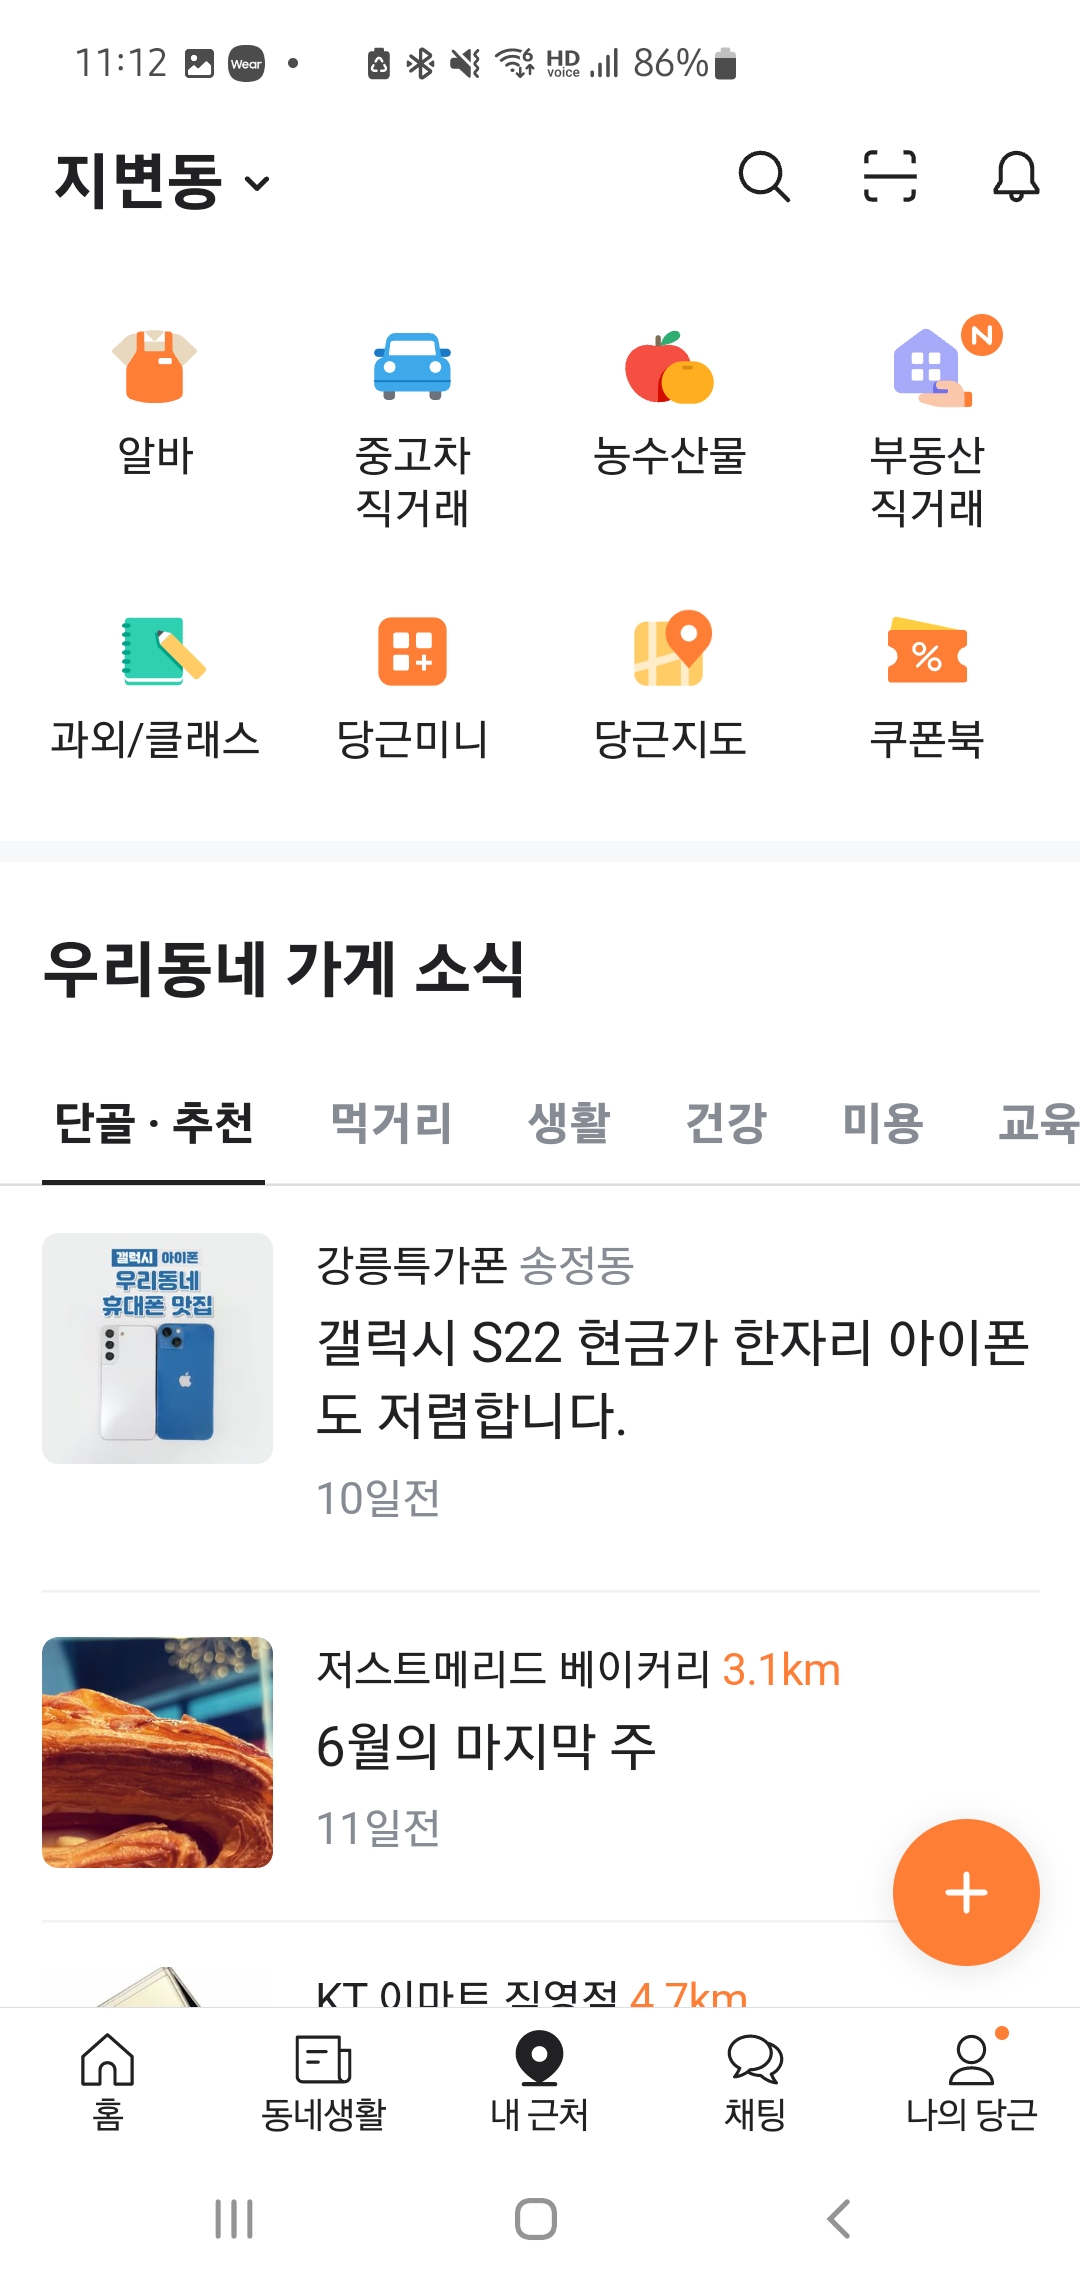 11:12 Wear HD voice 86%
지변동
N
알바 중고차 직거래 농수산물 부동산 직거래
%
과외/클래스 당근미니 당근지도 쿠폰북
우리동네 가게 소식
단골 · 추천 먹거리 생활 건강 미용 교육
갤럭시 아이폰
우리동네
휴대폰 맛집
강릉특가폰 송정동
갤럭시 S22 현금가 한자리 아이폰
도 저렴합니다.
10일전
저스트메리드 베이커리 3.1km
6월의 마지막 주
11일전
KT 이마트 직영점 4.7km
홈 동네생활 내 근처 채팅 나의 당근